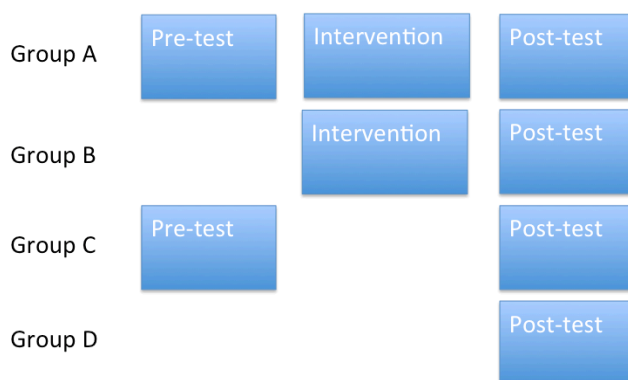 Group A Pre-test Intervention Post-test
Group B Intervention Post-test
Group C Pre-test Post-test
Group D Post-test